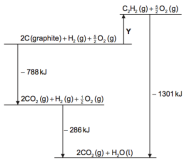 C₂H₂(g) + 5/2 O₂(g)
Y
2C(graphite) + H₂(g) + 5/2 O₂(g)
– 788 kJ
– 1301 kJ
2CO₂(g) + H₂(g) + 1/2 O₂(g)
– 286 kJ
2CO₂(g) + H₂O(l)